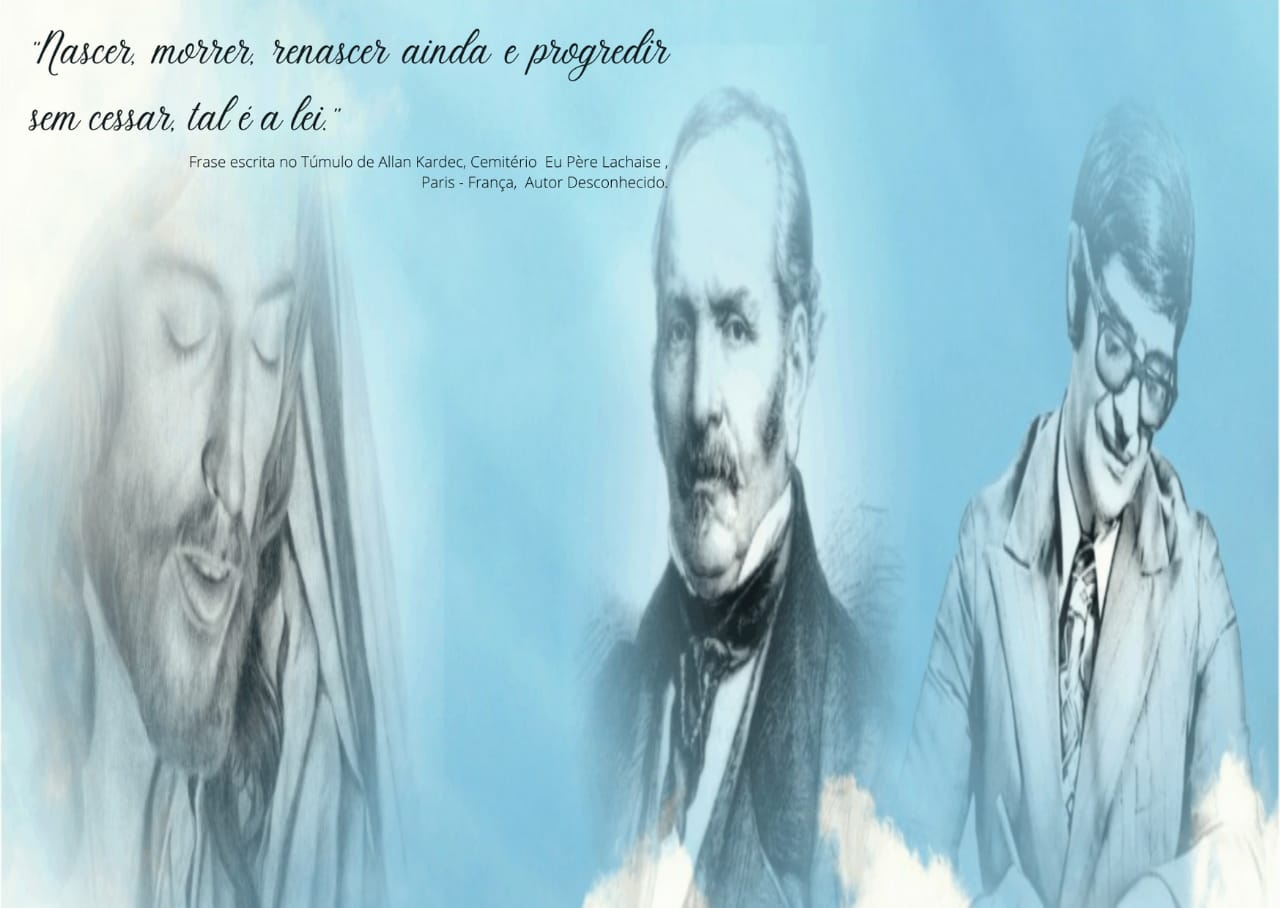 "Nascer, morrer, renascer ainda e progredir
sem cessar, tal é a lei."
Frase escrita no Túmulo de Allan Kardec, Cemitério Eu Père Lachaise ,
Paris - França, Autor Desconhecido.